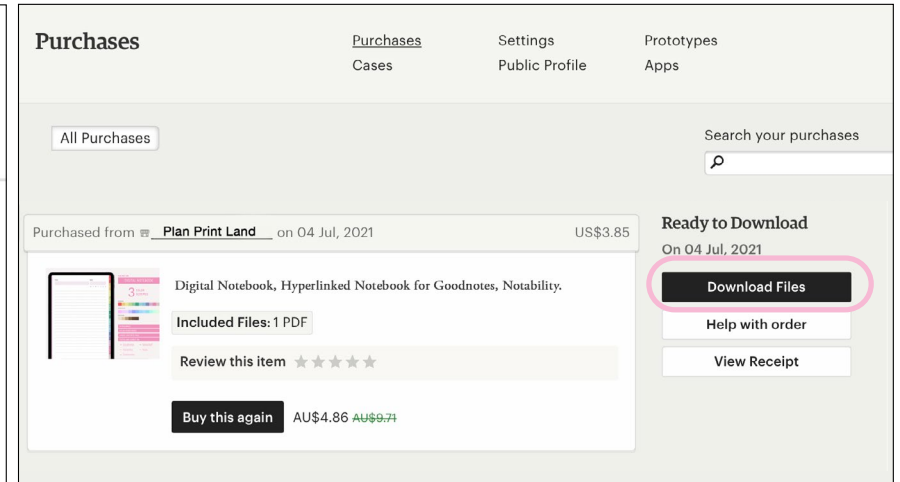 Purchases
Purchases Settings Prototypes
Cases Public Profile Apps
All Purchases
Search your purchases
Purchased from Plan Print Land on 04 Jul, 2021 US$3.85
Ready to Download
On 04 Jul, 2021
Digital Notebook, Hyperlinked Notebook for Goodnotes, Notability.
Included Files: 1 PDF
Review this item
Buy this again AU$4.86 AU$9.71
Download Files
Help with order
View Receipt
3